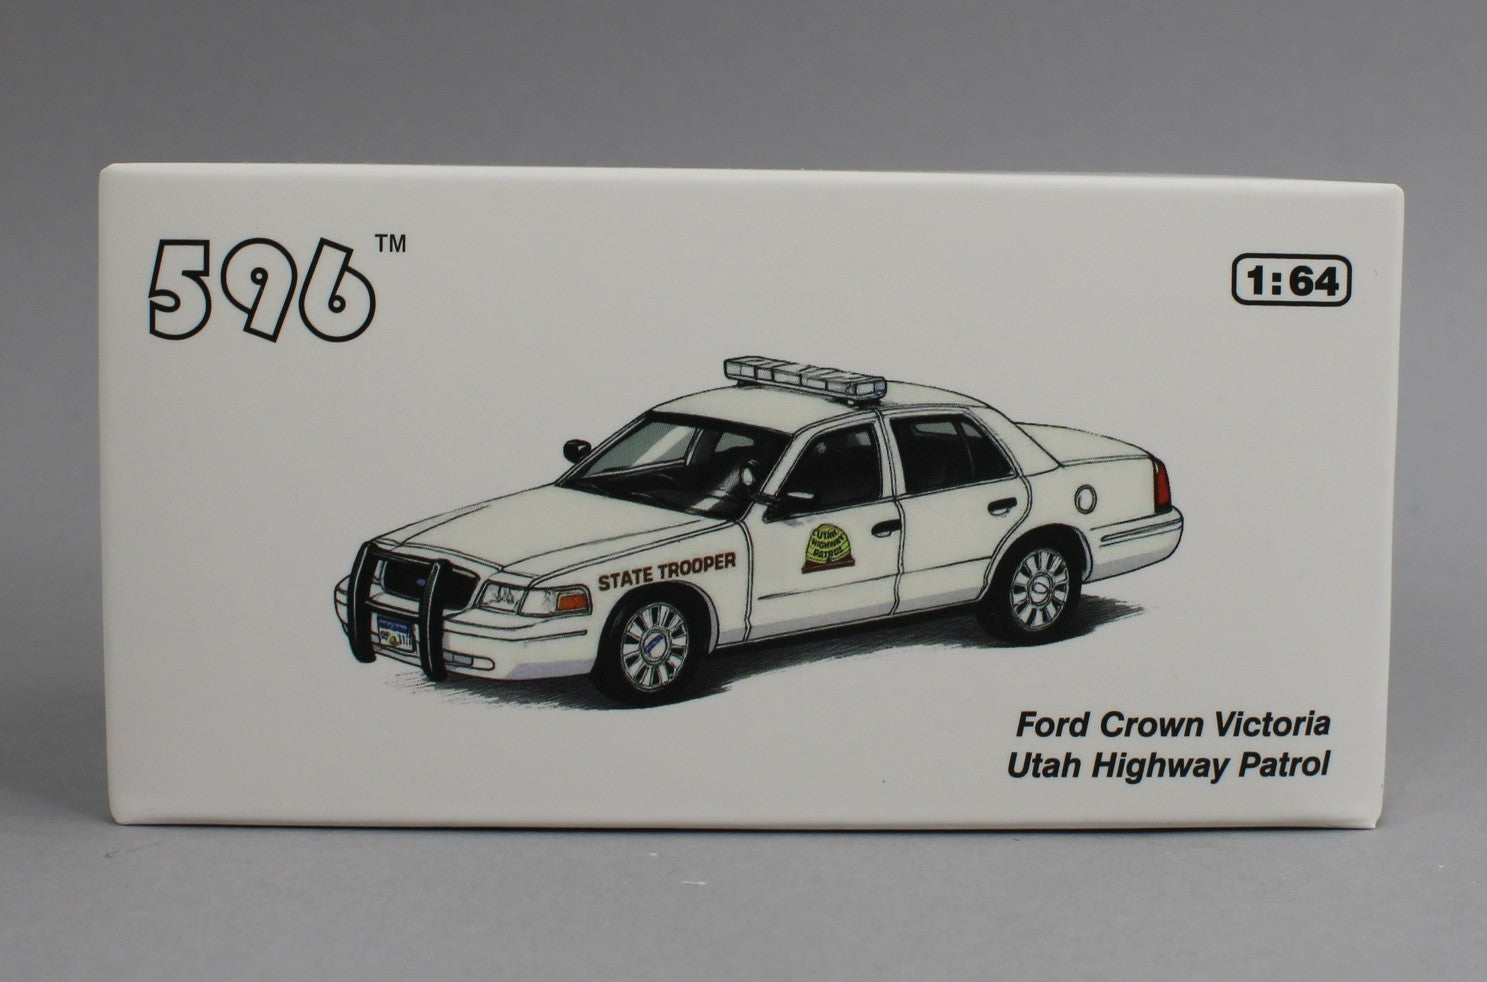 596™
1:64
STATE TROOPER
UTAH
HIGHWAY
PATROL
Ford Crown Victoria
Utah Highway Patrol